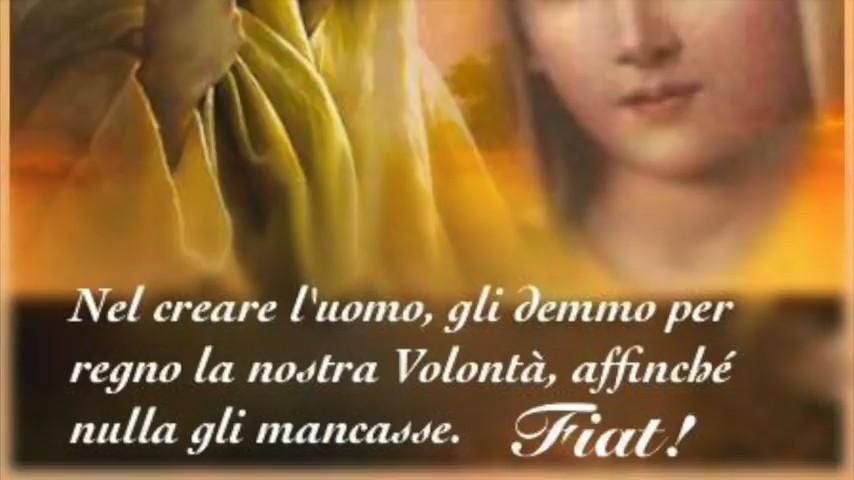 Nel creare l'uomo, gli demmo per
regno la nostra Volontà, affinché
nulla gli mancasse. Fiat!